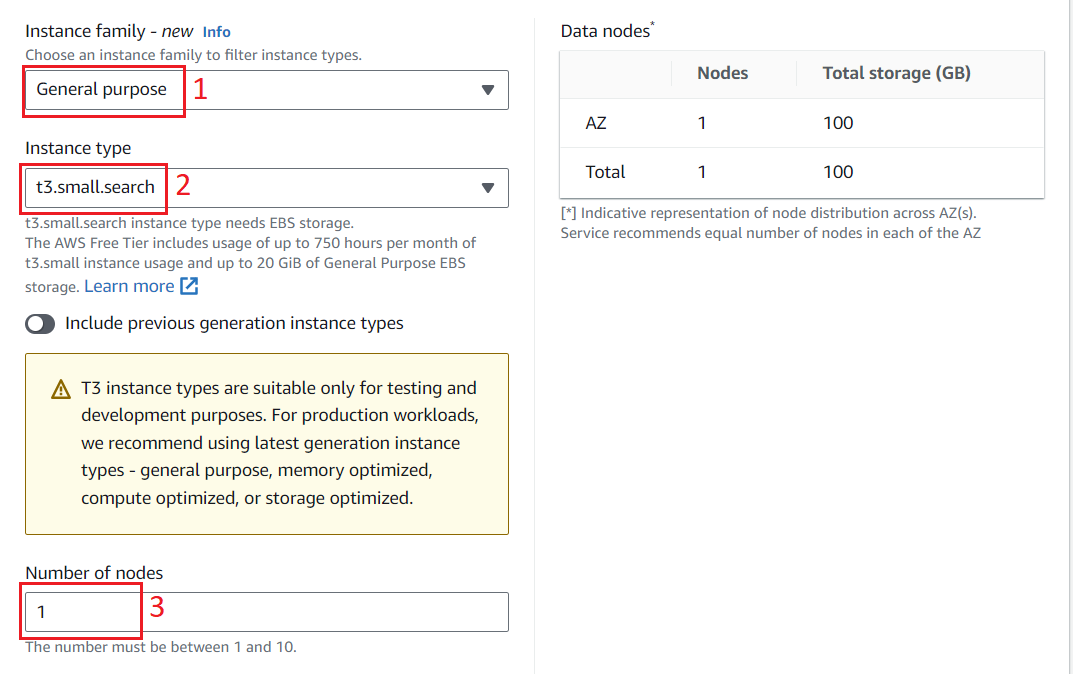 Instance family - new Info
Choose an instance family to filter instance types.
General purpose
1
Instance type
t3.small.search
2
t3.small.search instance type needs EBS storage.
The AWS Free Tier includes usage of up to 750 hours per month of
t3.small instance usage and up to 20 GiB of General Purpose EBS
storage. Learn more
Include previous generation instance types
T3 instance types are suitable only for testing and
development purposes. For production workloads,
we recommend using latest generation instance
types - general purpose, memory optimized,
compute optimized, or storage optimized.
Number of nodes
1
3
The number must be between 1 and 10.
Data nodes*
Nodes Total storage (GB)
AZ 1 100
Total 1 100
[*] Indicative representation of node distribution across AZ(s).
Service recommends equal number of nodes in each of the AZ